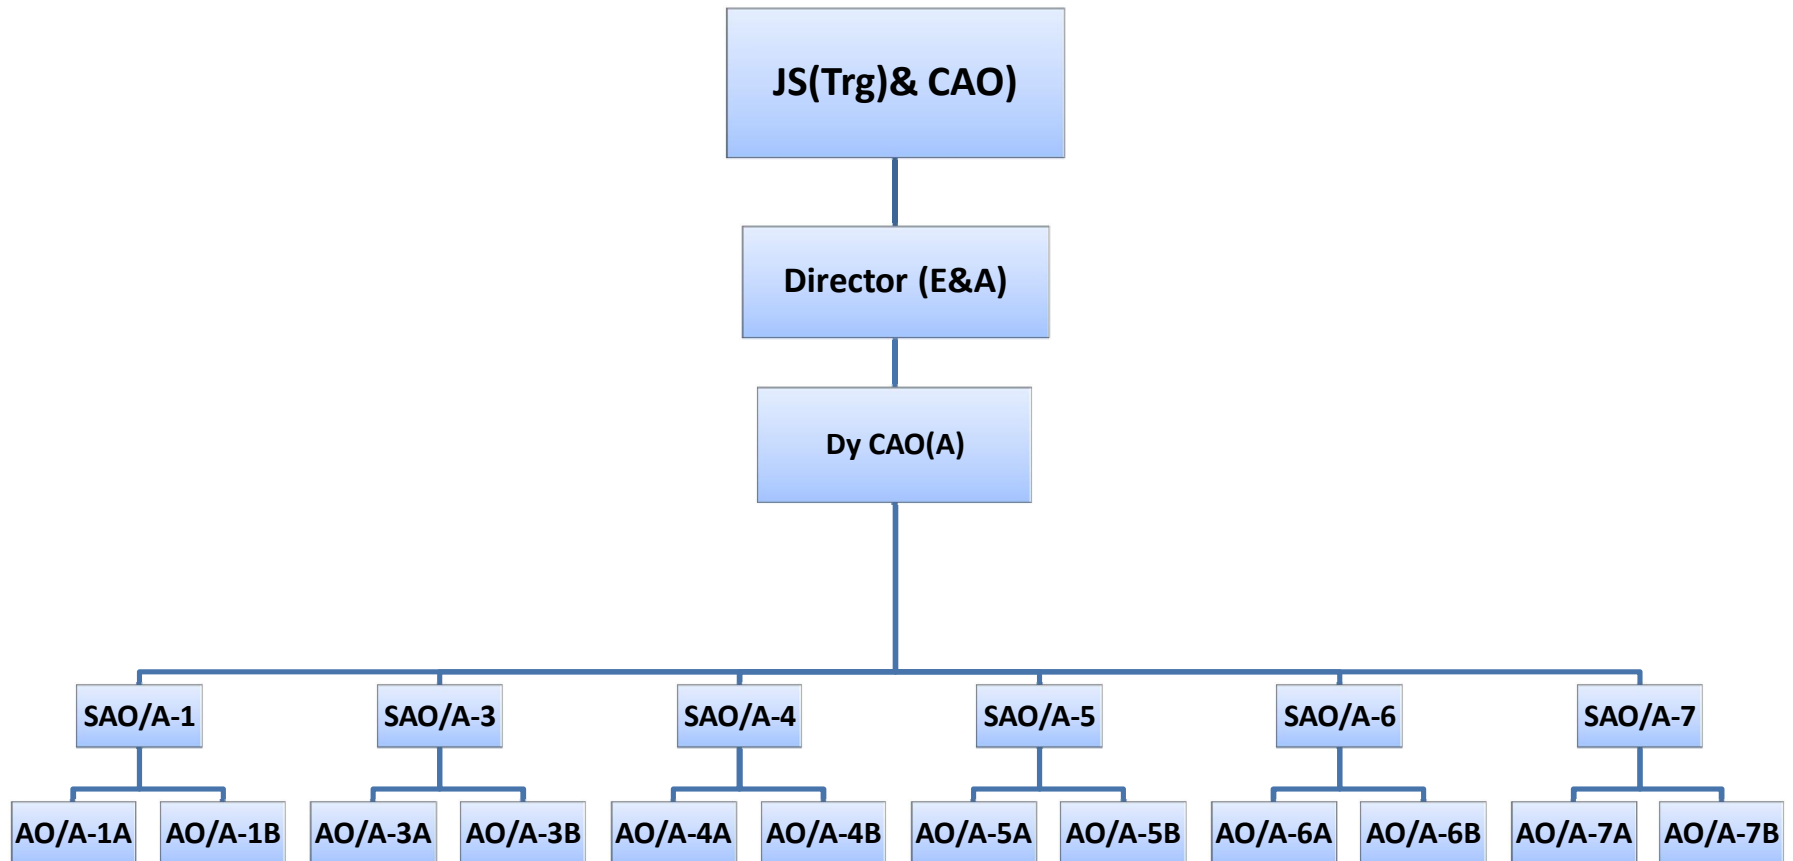 JS(Trg)& CAO)
Director (E&A)
Dy CAO(A)
SAO/A-1
SAO/A-3
SAO/A-4
SAO/A-5
SAO/A-6
SAO/A-7
AO/A-1A
AO/A-1B
AO/A-3A
AO/A-3B
AO/A-4A
AO/A-4B
AO/A-5A
AO/A-5B
AO/A-6A
AO/A-6B
AO/A-7A
AO/A-7B